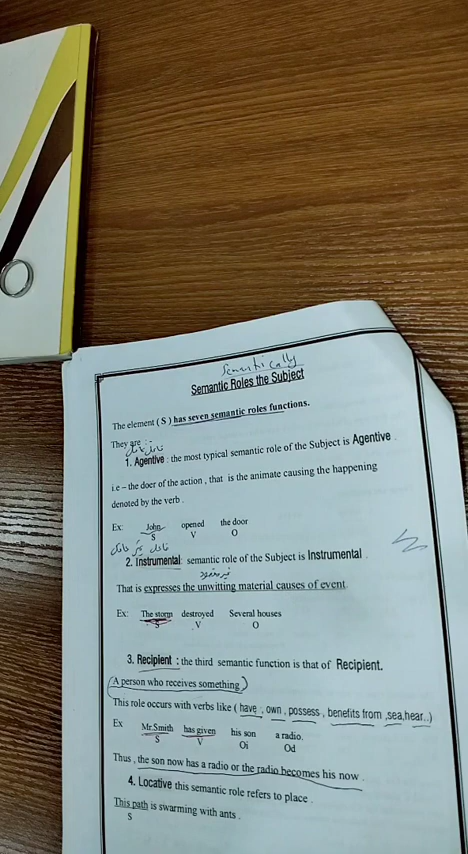 Semantically
Semantic Roles the Subject
The element ( S ) has seven semantic roles functions.
They are :-
1. Agentive : the most typical semantic role of the Subject is Agentive .
i.e – the doer of the action , that is the animate causing the happening
denoted by the verb .
Ex: John opened the door
S V O
2. Instrumental: semantic role of the Subject is Instrumental .
That is expresses the unwitting material causes of event
Ex: The storm destroyed Several houses
S V O
3. Recipient : the third semantic function is that of Recipient.
A person who receives something
This role occurs with verbs like ( have , own , possess , benefits from ,sea,hear..)
Ex Mr.Smith has given his son a radio.
S V Oi Od
Thus , the son now has a radio or the radio becomes his now .
4. Locative this semantic role refers to place .
This path is swarming with ants .
S